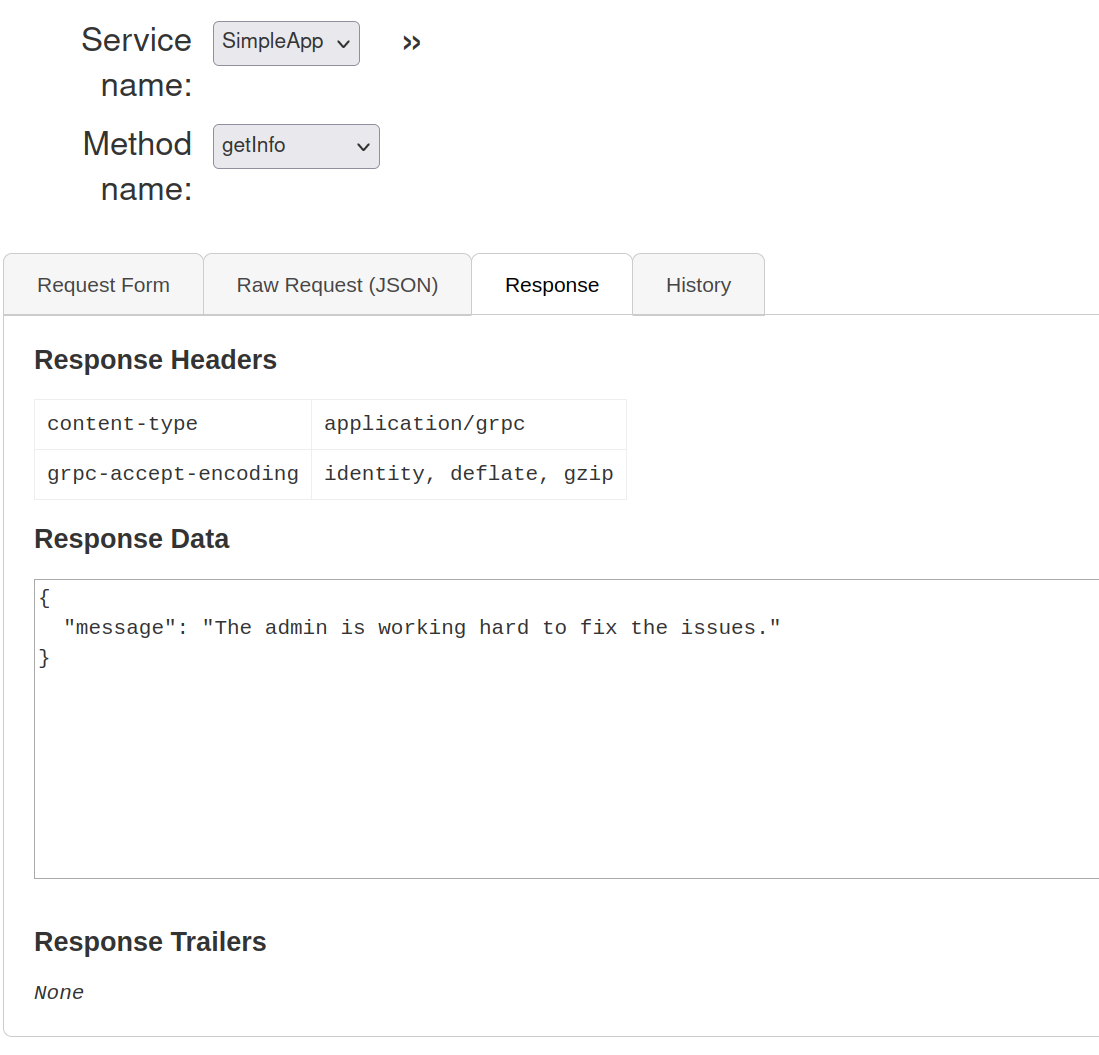 Service name: SimpleApp »
Method name: getInfo
Request Form Raw Request (JSON) Response History
Response Headers
content-type application/grpc
grpc-accept-encoding identity, deflate, gzip
Response Data
{
  "message": "The admin is working hard to fix the issues."
}
Response Trailers
None